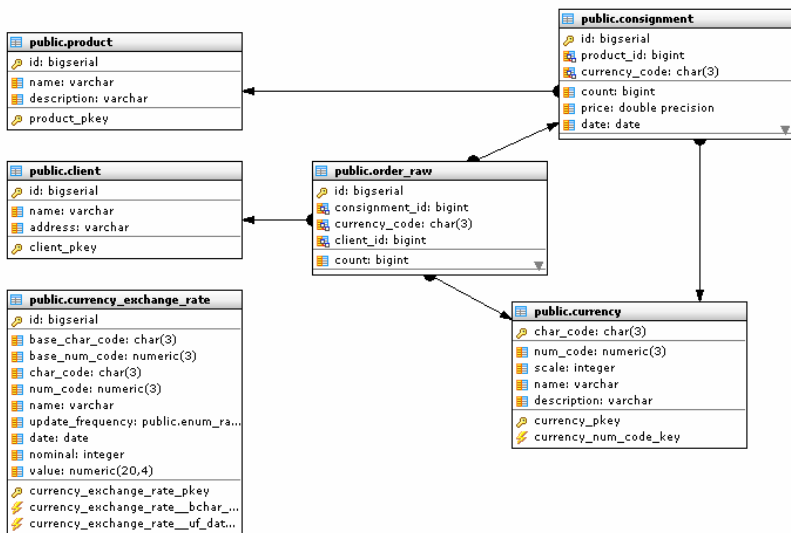 public.product
id: bigserial
name: varchar
description: varchar
product_pkey
public.client
id: bigserial
name: varchar
address: varchar
client_pkey
public.currency_exchange_rate
id: bigserial
base_char_code: char(3)
base_num_code: numeric(3)
char_code: char(3)
num_code: numeric(3)
name: varchar
update_frequency: public.enum_ra...
date: date
nominal: integer
value: numeric(20,4)
currency_exchange_rate_pkey
currency_exchange_rate__bchar_...
currency_exchange_rate__uf_dat...
public.order_raw
id: bigserial
consignment_id: bigint
currency_code: char(3)
client_id: bigint
count: bigint
public.consignment
id: bigserial
product_id: bigint
currency_code: char(3)
count: bigint
price: double precision
date: date
public.currency
char_code: char(3)
num_code: numeric(3)
scale: integer
name: varchar
description: varchar
currency_pkey
currency_num_code_key